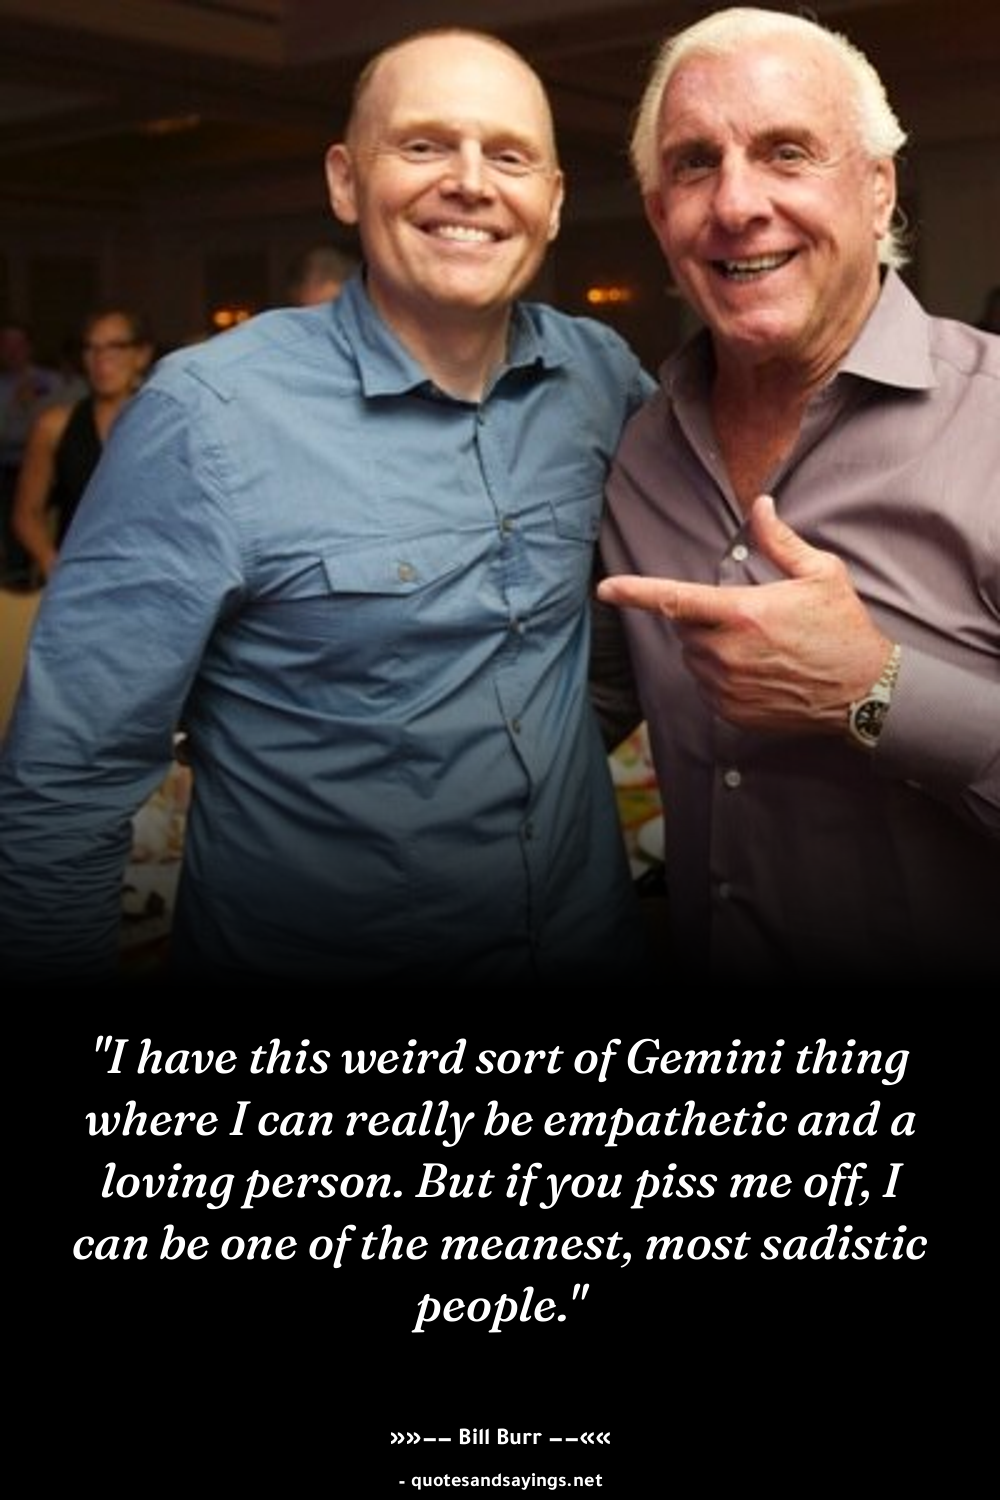 "I have this weird sort of Gemini thing
where I can really be empathetic and a
loving person. But if you piss me off, I
can be one of the meanest, most sadistic
people."
»»—— Bill Burr ——««
- quotesandsayings.net